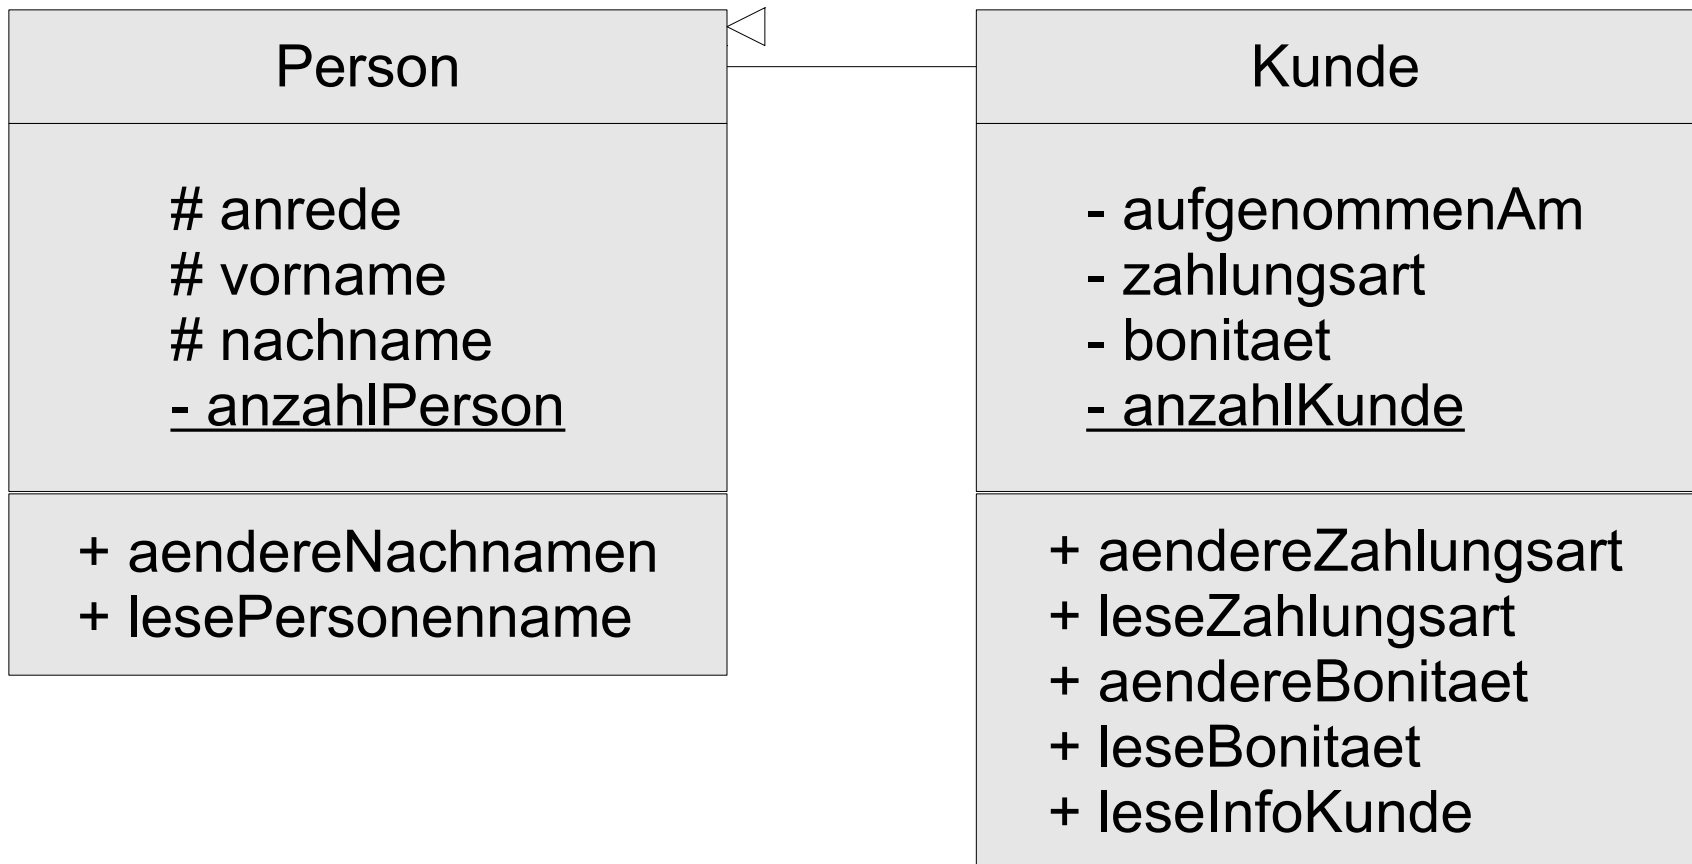 Person
# anrede
# vorname
# nachname
- anzahlPerson
+ aendereNachnamen
+ lesePersonenname
Kunde
- aufgenommenAm
- zahlungsart
- bonitaet
- anzahlKunde
+ aendereZahlungsart
+ leseZahlungsart
+ aendereBonitaet
+ leseBonitaet
+ leseInfoKunde